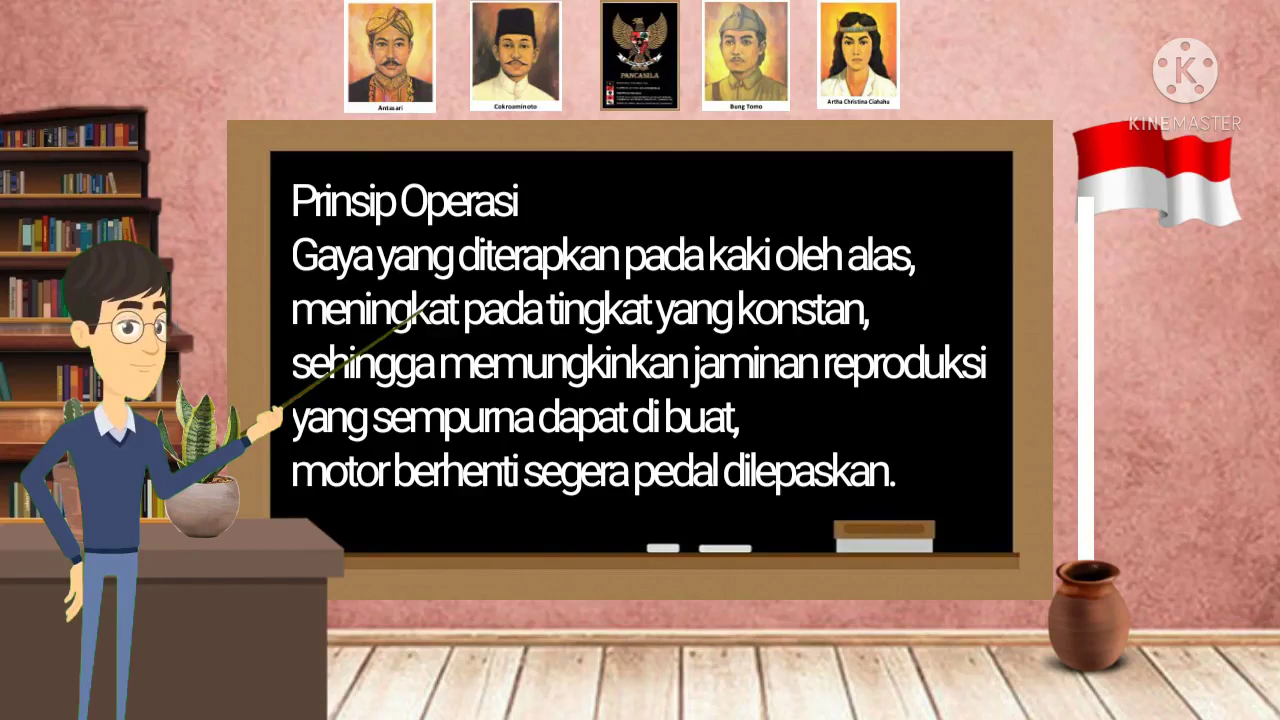 Antasari
Cokroaminoto
PANCASILA
Bung Tomo
Artha Christina Ciahahu
KINEMASTER
Prinsip Operasi
Gaya yang diterapkan pada kaki oleh alas,
meningkat pada tingkat yang konstan,
sehingga memungkinkan jaminan reproduksi
yang sempurna dapat di buat,
motor berhenti segera pedal dilepaskan.